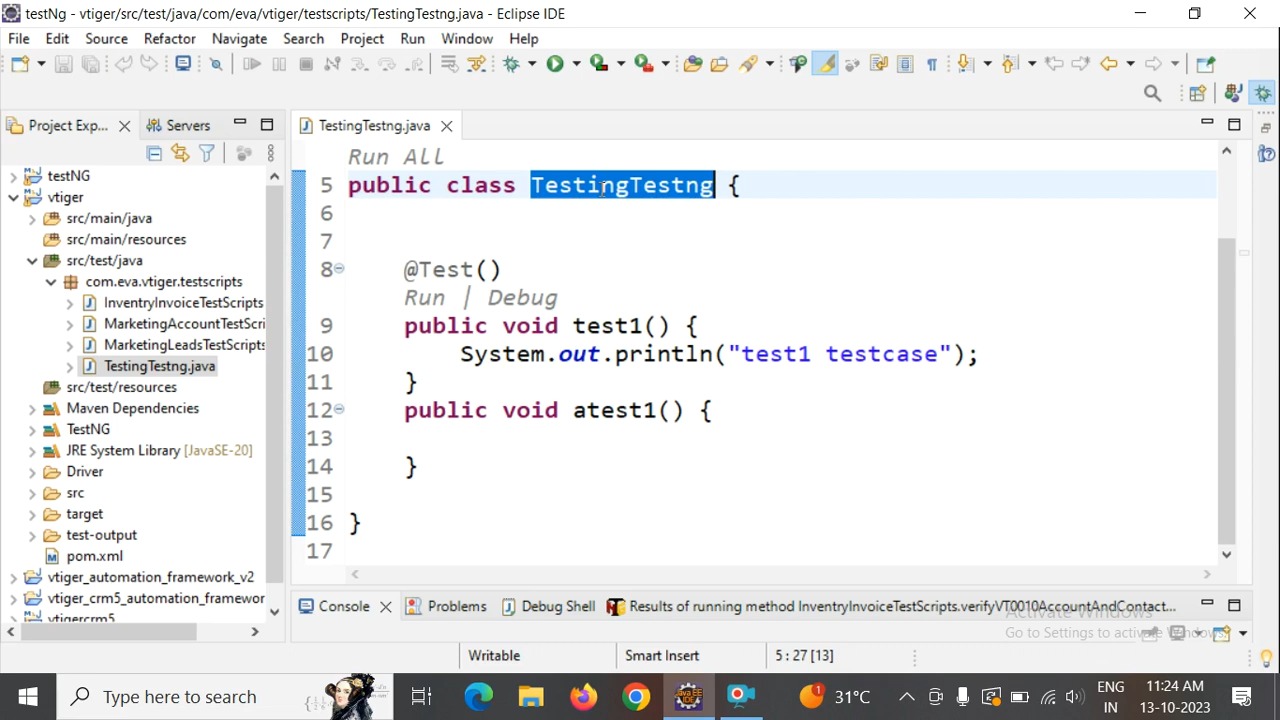 testNg - vtiger/src/test/java/com/eva/vtiger/testscripts/TestingTestng.java - Eclipse IDE
File Edit Source Refactor Navigate Search Project Run Window Help
Project Exp... Servers
testNG
vtiger
src/main/java
src/main/resources
src/test/java
com.eva.vtiger.testscripts
InventryInvoiceTestScripts
MarketingAccountTestScri
MarketingLeadsTestScripts
TestingTestng.java
src/test/resources
Maven Dependencies
TestNG
JRE System Library [JavaSE-20]
Driver
src
target
test-output
pom.xml
vtiger_automation_framework_v2
vtiger_crm5_automation_framewor
vtigercrm5
TestingTestng.java
Run All
5 public class TestingTestng {
6
7
8 @Test()
Run | Debug
9 public void test1() {
10 System.out.println("test1 testcase");
11 }
12 public void atest1() {
13
14 }
15
16 }
17
Console Problems Debug Shell Results of running method InventryInvoiceTestScripts.verifyVT0010AccountAndContact...
Activate Windows
Go to Settings to activate Windows.
Writable Smart Insert 5 : 27 [13]
Type here to search 1 31°C ENG 11:24 AM
IN 13-10-2023